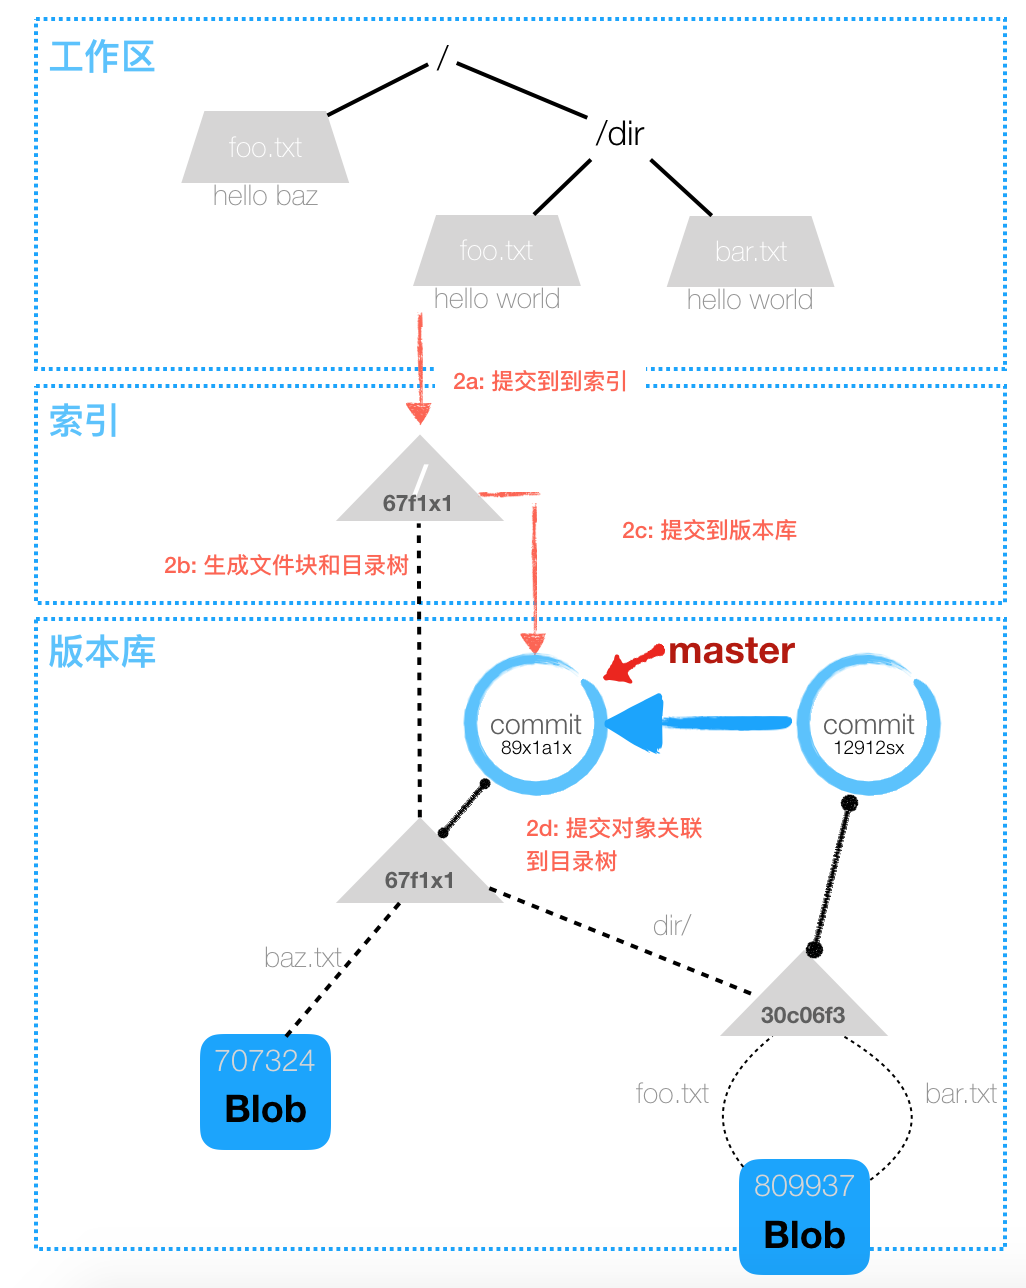 工作区
/
/dir
foo.txt
hello baz
foo.txt
hello world
bar.txt
hello world
2a: 提交到到索引
索引
/
67f1x1
2c: 提交到版本库
2b: 生成文件块和目录树
版本库
master
commit
89x1a1x
commit
12912sx
2d: 提交对象关联
到目录树
67f1x1
dir/
baz.txt
30c06f3
707324
Blob
foo.txt
bar.txt
809937
Blob